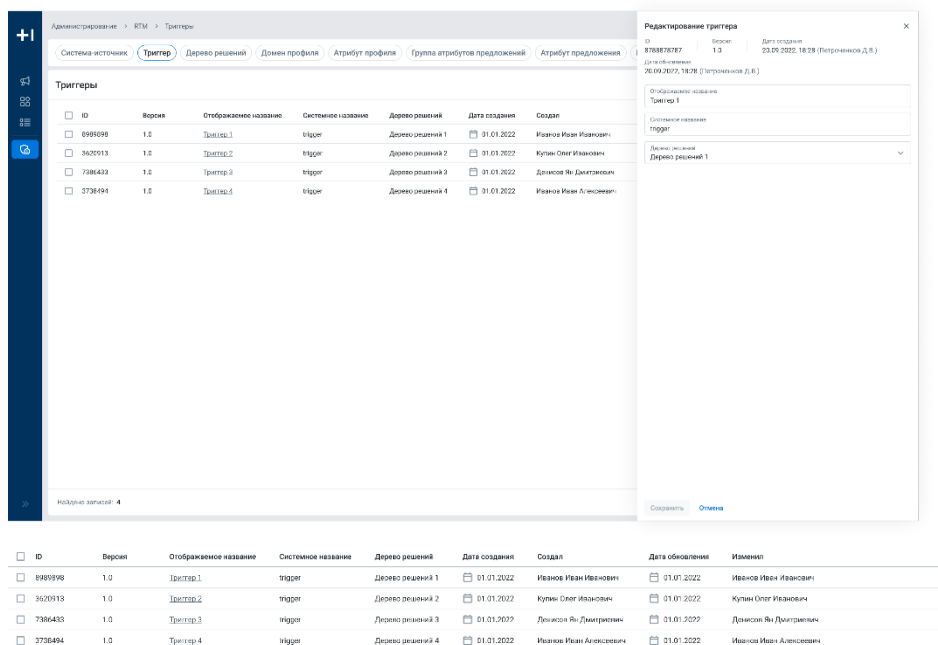 Администрирование > RTM > Триггеры
Система-источник Триггер Дерево решений Домен профиля Атрибут профиля Группа атрибутов предложений Атрибут предложения
Триггеры
ID Версия Отображаемое название Системное название Дерево решений Дата создания Создал
8989898 1.0 Триггер 1 trigger Дерево решений 1 01.01.2022 Иванов Иван Иванович
3620913 1.0 Триггер 2 trigger Дерево решений 2 01.01.2022 Купин Олег Иванович
7386433 1.0 Триггер 3 trigger Дерево решений 3 01.01.2022 Денисов Ян Дмитриевич
3738494 1.0 Триггер 4 trigger Дерево решений 4 01.01.2022 Иванов Иван Алексеевич
Найдено записей: 4
Редактирование триггера
ID Версия Дата создания
8788878787 1.0 23.09.2022, 18:28 (Петроченков Д.В.)
Дата обновления
26.09.2022, 18:28 (Петроченков Д.В.)
Отображаемое название
Триггер 1
Системное название
trigger
Дерево решений
Дерево решений 1
Сохранить Отмена
ID Версия Отображаемое название Системное название Дерево решений Дата создания Создал Дата обновления Изменил
8989898 1.0 Триггер 1 trigger Дерево решений 1 01.01.2022 Иванов Иван Иванович 01.01.2022 Иванов Иван Иванович
3620913 1.0 Триггер 2 trigger Дерево решений 2 01.01.2022 Купин Олег Иванович 01.01.2022 Купин Олег Иванович
7386433 1.0 Триггер 3 trigger Дерево решений 3 01.01.2022 Денисов Ян Дмитриевич 01.01.2022 Денисов Ян Дмитриевич
3738494 1.0 Триггер 4 trigger Дерево решений 4 01.01.2022 Иванов Иван Алексеевич 01.01.2022 Иванов Иван Алексеевич